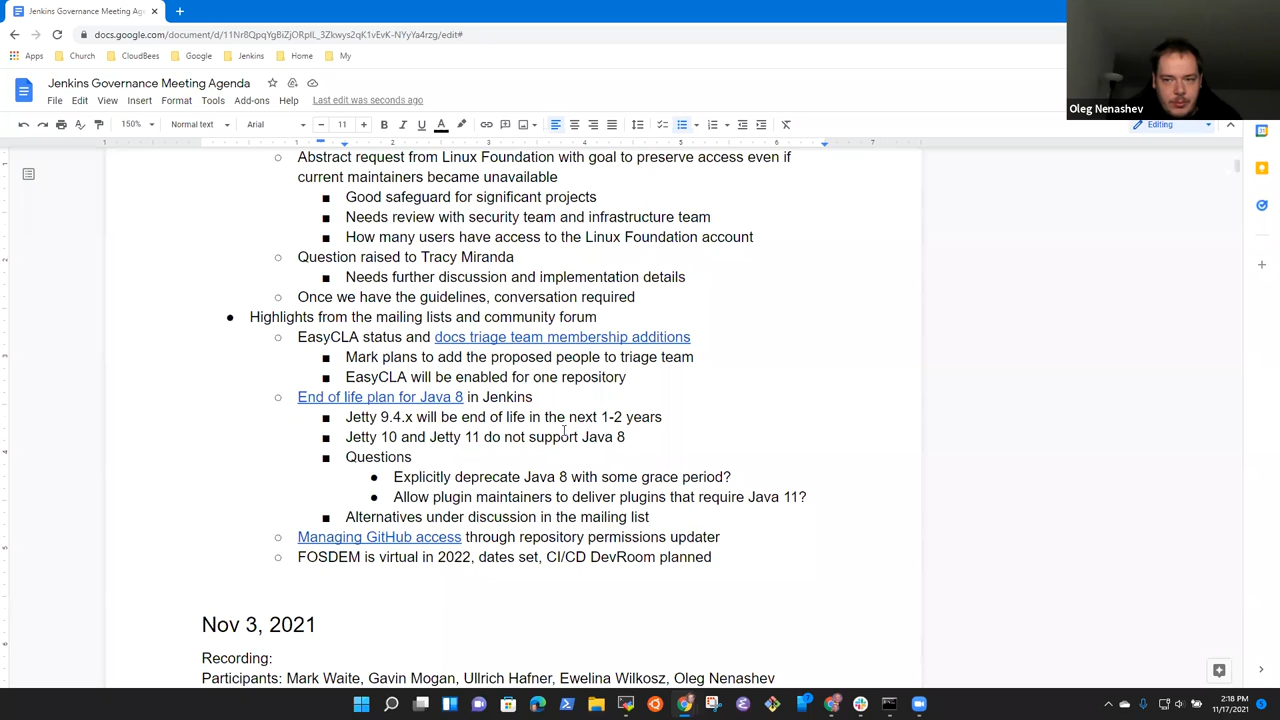 Jenkins Governance Meeting Ag
docs.google.com/document/d/11Nr8QpqYgBiZjORpIL_3Zkwys2qK1vEvK-NYyYa4rzg/edit#
Apps Church CloudBees Google Jenkins Home My
Oleg Nenashev
Jenkins Governance Meeting Agenda
File Edit View Insert Format Tools Add-ons Help Last edit was seconds ago
150% Normal text Arial 11 Editing
1 1 2 3 4 5 6 7
Abstract request from Linux Foundation with goal to preserve access even if
current maintainers became unavailable
Good safeguard for significant projects
Needs review with security team and infrastructure team
How many users have access to the Linux Foundation account
Question raised to Tracy Miranda
Needs further discussion and implementation details
Once we have the guidelines, conversation required
Highlights from the mailing lists and community forum
EasyCLA status and docs triage team membership additions
Mark plans to add the proposed people to triage team
EasyCLA will be enabled for one repository
End of life plan for Java 8 in Jenkins
Jetty 9.4.x will be end of life in the next 1-2 years
Jetty 10 and Jetty 11 do not support Java 8
Questions
Explicitly deprecate Java 8 with some grace period?
Allow plugin maintainers to deliver plugins that require Java 11?
Alternatives under discussion in the mailing list
Managing GitHub access through repository permissions updater
FOSDEM is virtual in 2022, dates set, CI/CD DevRoom planned
Nov 3, 2021
Recording:
Participants: Mark Waite, Gavin Mogan, Ullrich Hafner, Ewelina Wilkosz, Oleg Nenashev
2:18 PM
11/17/2021